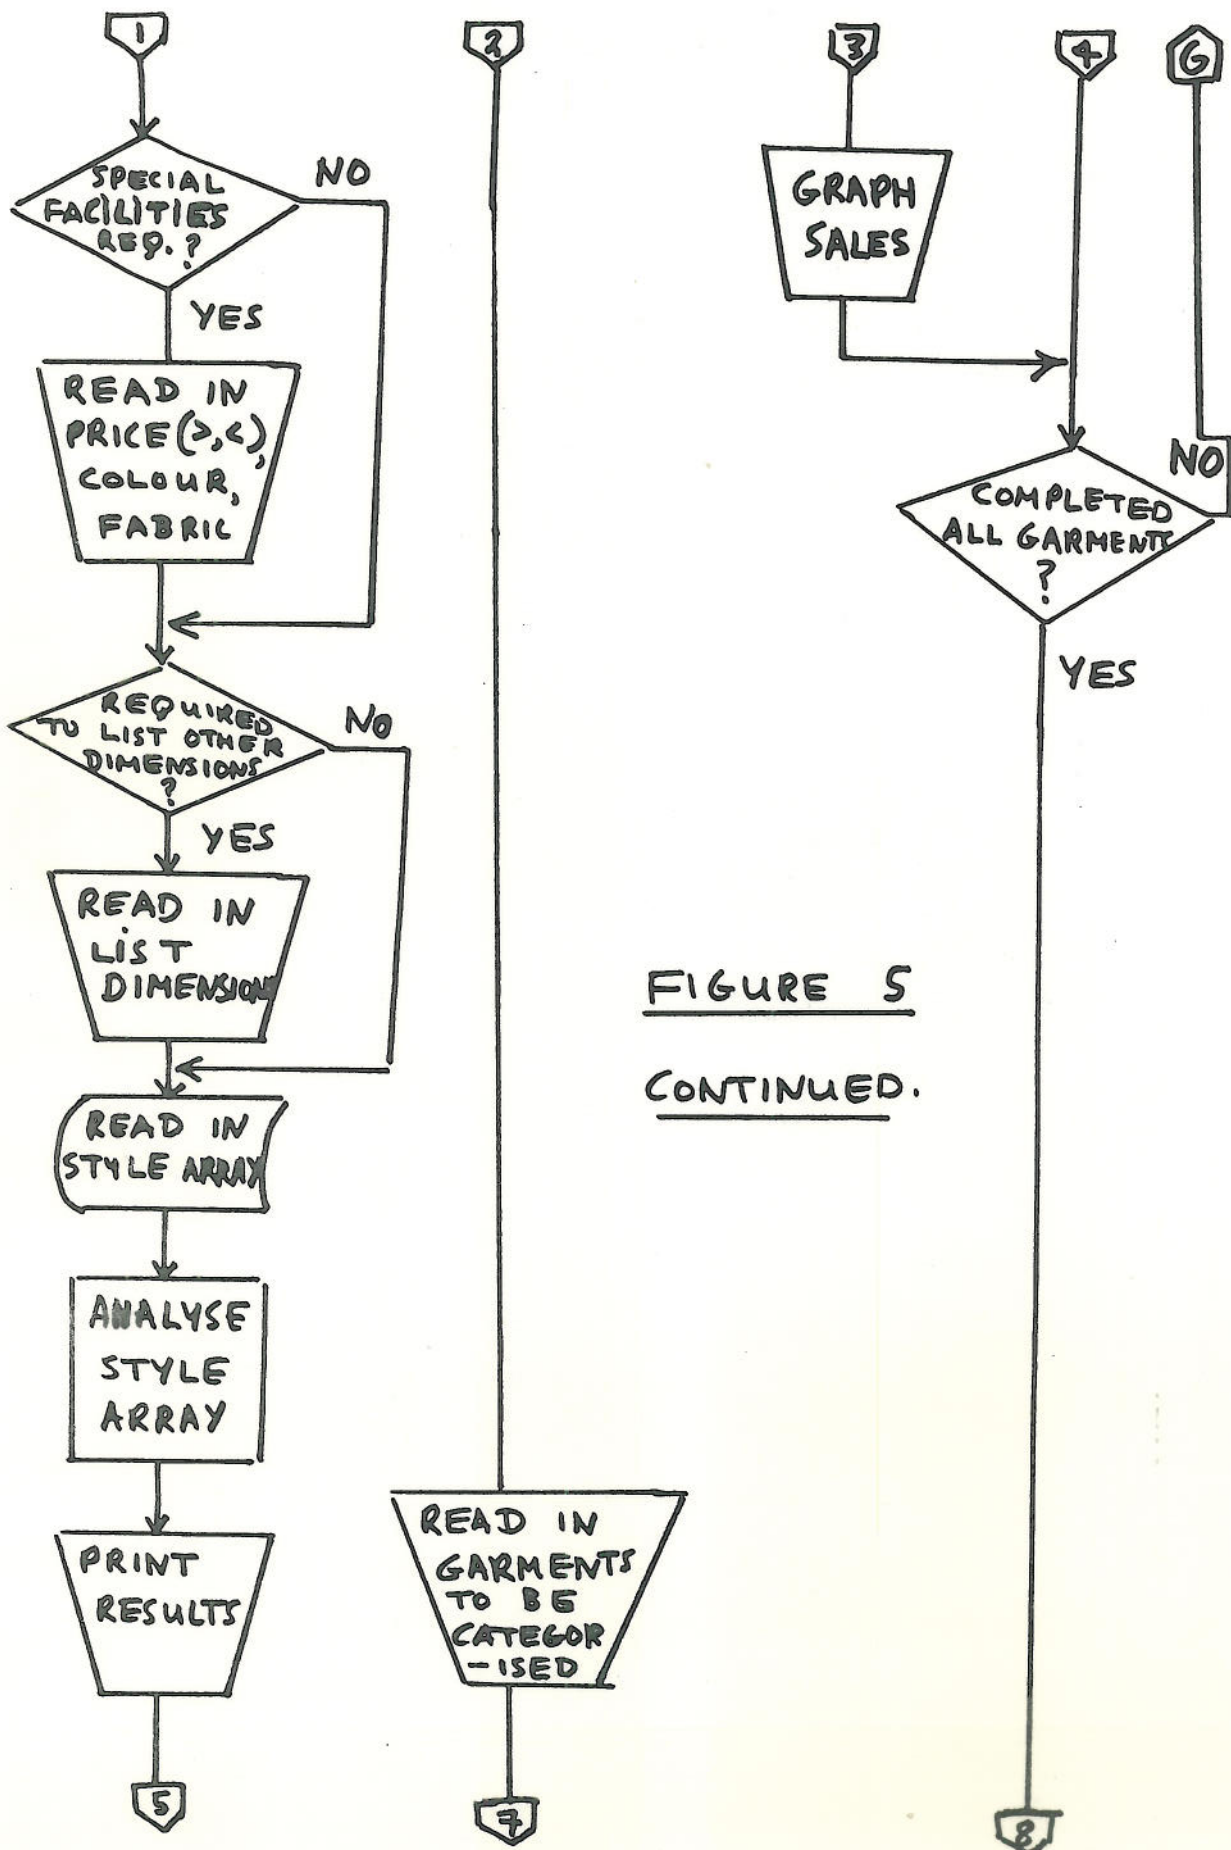 1
SPECIAL
FACILITIES
REQ.?
NO
YES
READ IN
PRICE(>,<),
COLOUR,
FABRIC
REQUIRED
TO LIST OTHER
DIMENSIONS
?
NO
YES
READ IN
LIST
DIMENSIONS
READ IN
STYLE ARRAY
ANALYSE
STYLE
ARRAY
PRINT
RESULTS
5
2
READ IN
GARMENTS
TO BE
CATEGOR
-ISED
7
3
GRAPH
SALES
4
6
COMPLETED
ALL GARMENTS
?
NO
YES
8
FIGURE 5
CONTINUED.